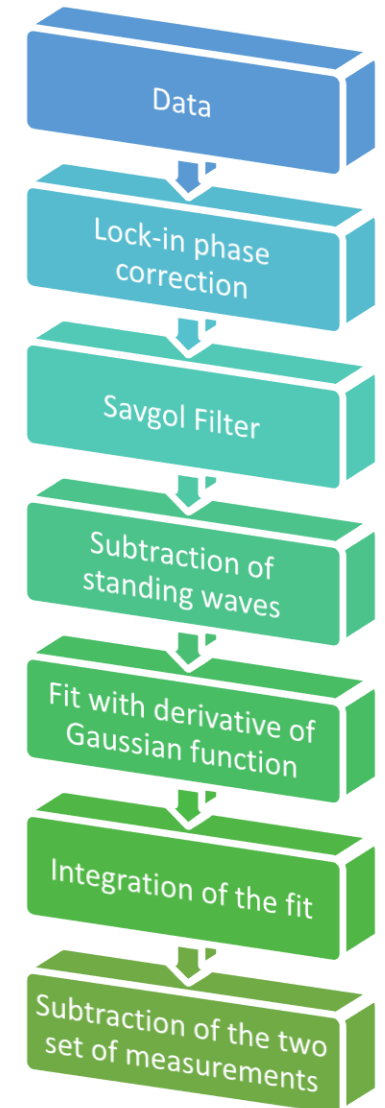 Data
Lock-in phase
correction
Savgol Filter
Subtraction of
standing waves
Fit with derivative of
Gaussian function
Integration of the fit
Subtraction of the two
set of measurements